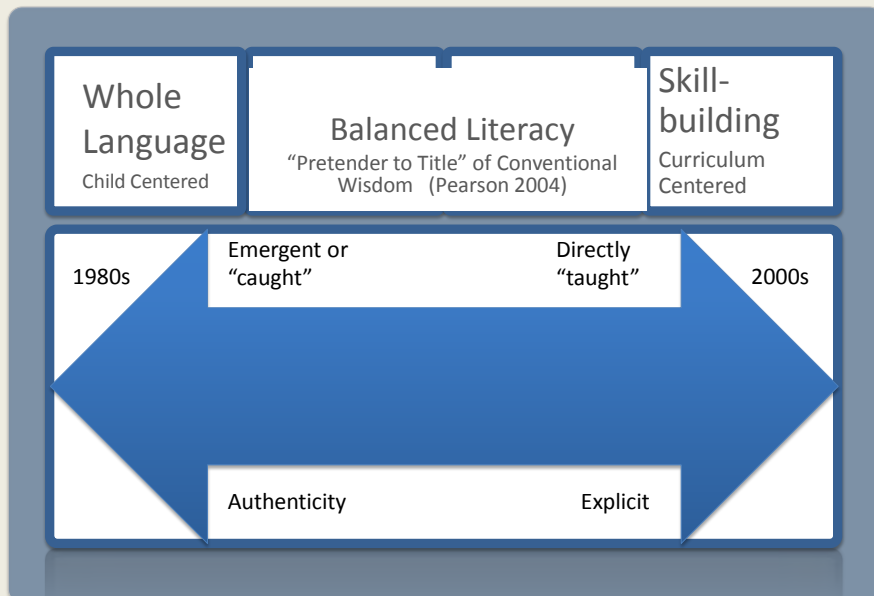 Whole
Language
Child Centered
Balanced Literacy
“Pretender to Title” of Conventional
Wisdom (Pearson 2004)
Skill-
building
Curriculum
Centered
1980s
Emergent or
“caught”
Directly
“taught”
2000s
Authenticity
Explicit